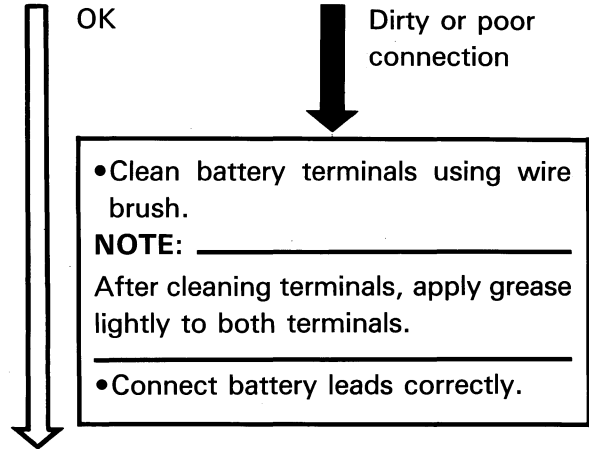 OK
Dirty or poor
connection
•Clean battery terminals using wire
brush.
NOTE:
After cleaning terminals, apply grease
lightly to both terminals.
•Connect battery leads correctly.